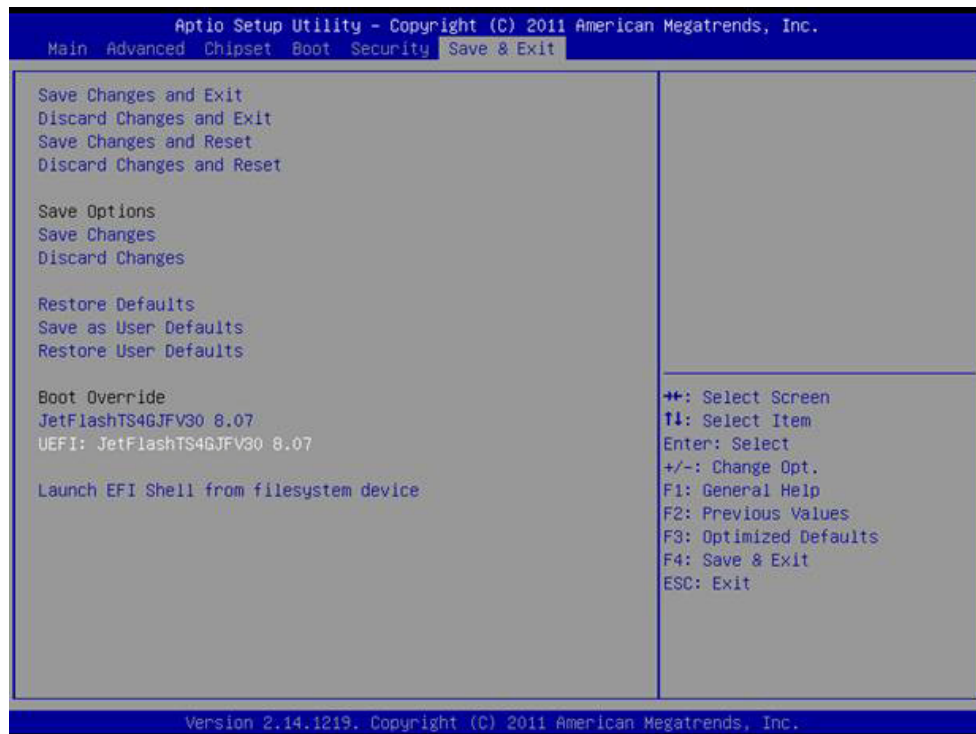 Aptio Setup Utility – Copyright (C) 2011 American Megatrends, Inc.
Main Advanced Chipset Boot Security Save & Exit
Save Changes and Exit
Discard Changes and Exit
Save Changes and Reset
Discard Changes and Reset
Save Options
Save Changes
Discard Changes
Restore Defaults
Save as User Defaults
Restore User Defaults
Boot Override
JetFlashTS4GJFV30 8.07
UEFI: JetFlashTS4GJFV30 8.07
Launch EFI Shell from filesystem device
→←: Select Screen
↑↓: Select Item
Enter: Select
+/-: Change Opt.
F1: General Help
F2: Previous Values
F3: Optimized Defaults
F4: Save & Exit
ESC: Exit
Version 2.14.1219. Copyright (C) 2011 American Megatrends, Inc.